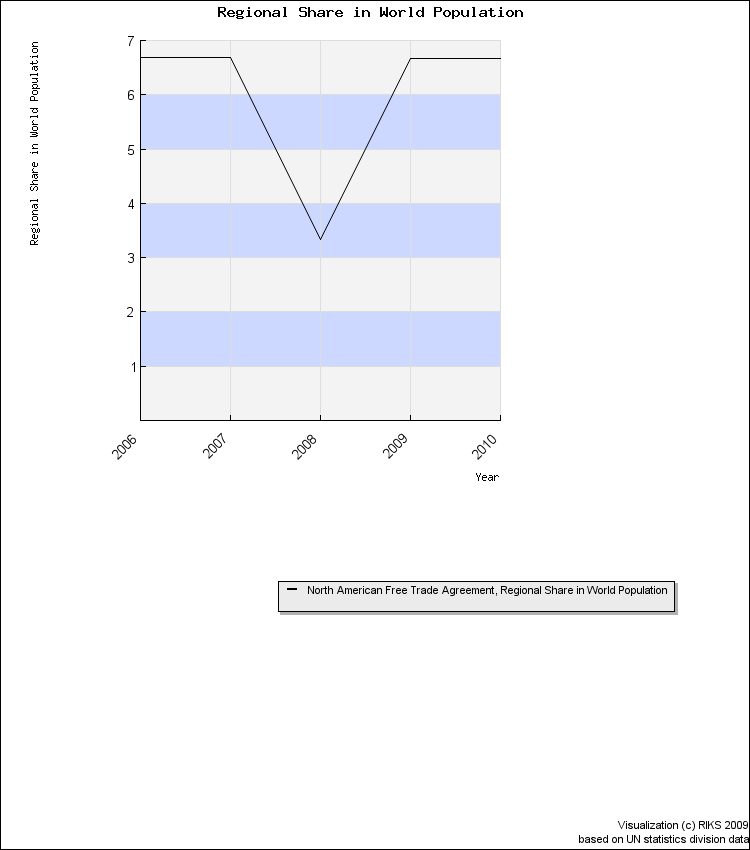 Regional Share in World Population
Regional Share in World Population
7
6
5
4
3
2
1
2006 2007 2008 2009 2010
Year
North American Free Trade Agreement, Regional Share in World Population
Visualization (c) RIKS 2009
based on UN statistics division data